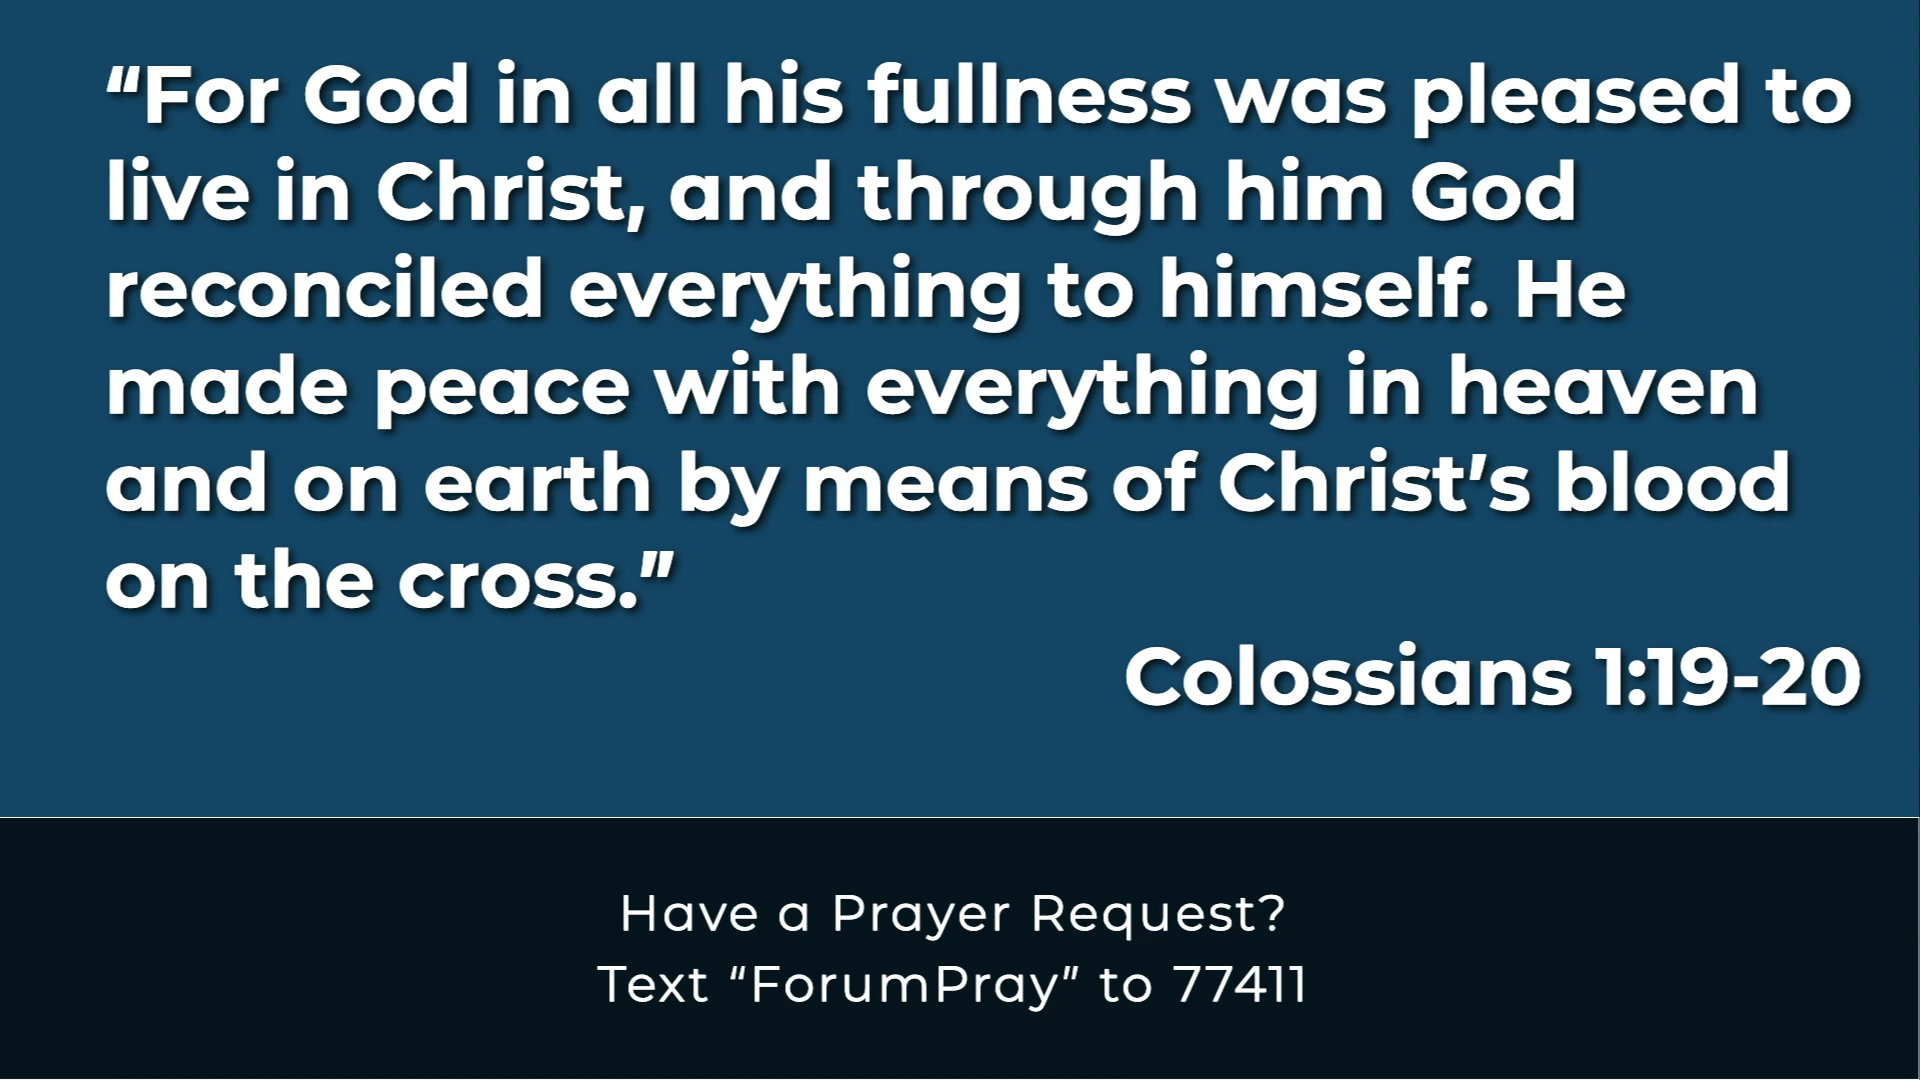 “For God in all his fullness was pleased to
live in Christ, and through him God
reconciled everything to himself. He
made peace with everything in heaven
and on earth by means of Christ’s blood
on the cross.”
Colossians 1:19-20
Have a Prayer Request?
Text “ForumPray” to 77411